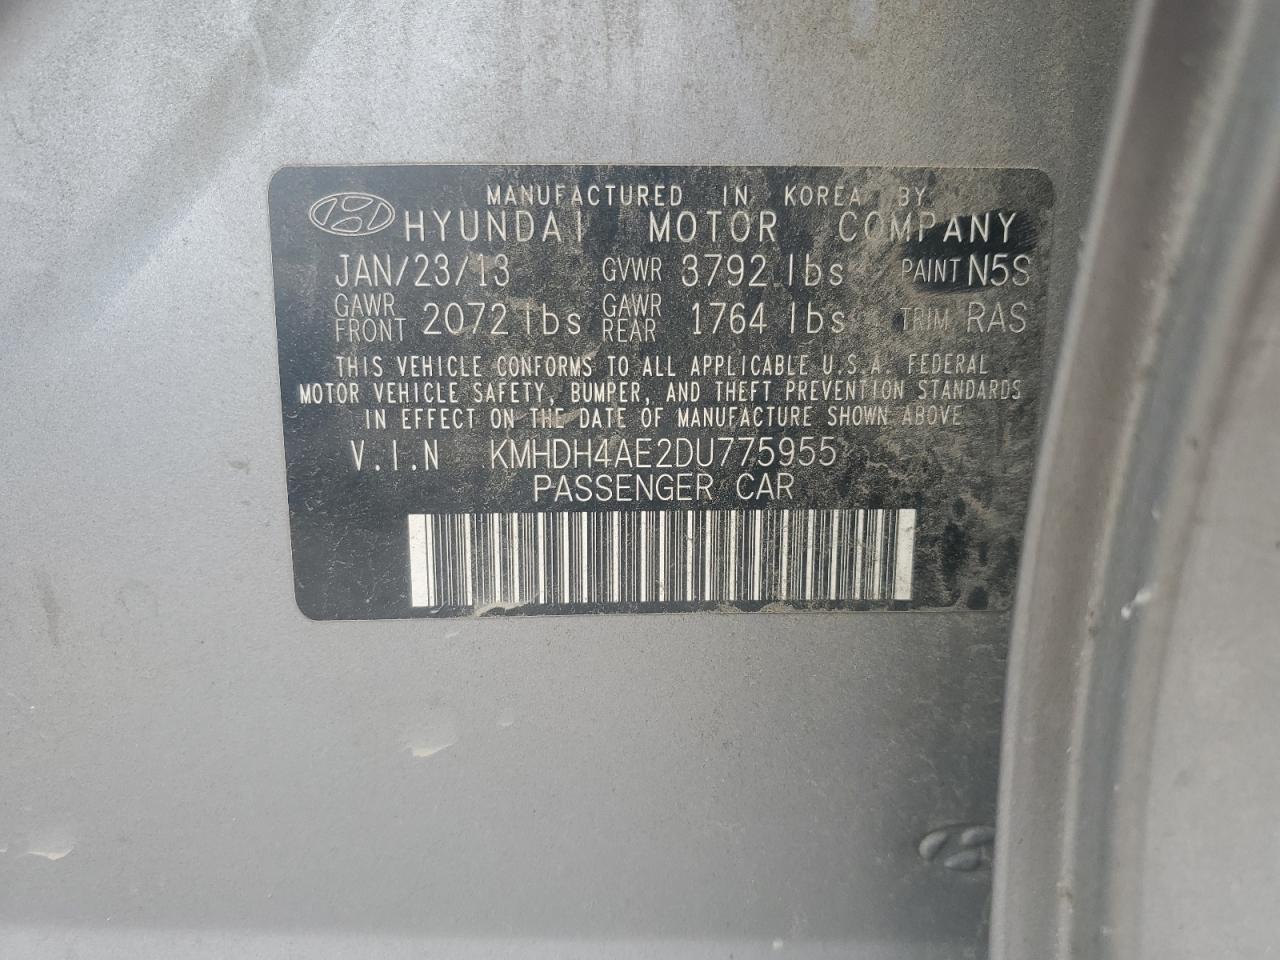 MANUFACTURED IN KOREA BY
HYUNDAI MOTOR COMPANY
JAN/23/13 GVWR 3792 lbs PAINT N5S
GAWR FRONT 2072 lbs GAWR REAR 1764 lbs TRIM RAS
THIS VEHICLE CONFORMS TO ALL APPLICABLE U.S.A. FEDERAL
MOTOR VEHICLE SAFETY, BUMPER, AND THEFT PREVENTION STANDARDS
IN EFFECT ON THE DATE OF MANUFACTURE SHOWN ABOVE
V.I.N KMHDH4AE2DU775955
PASSENGER CAR